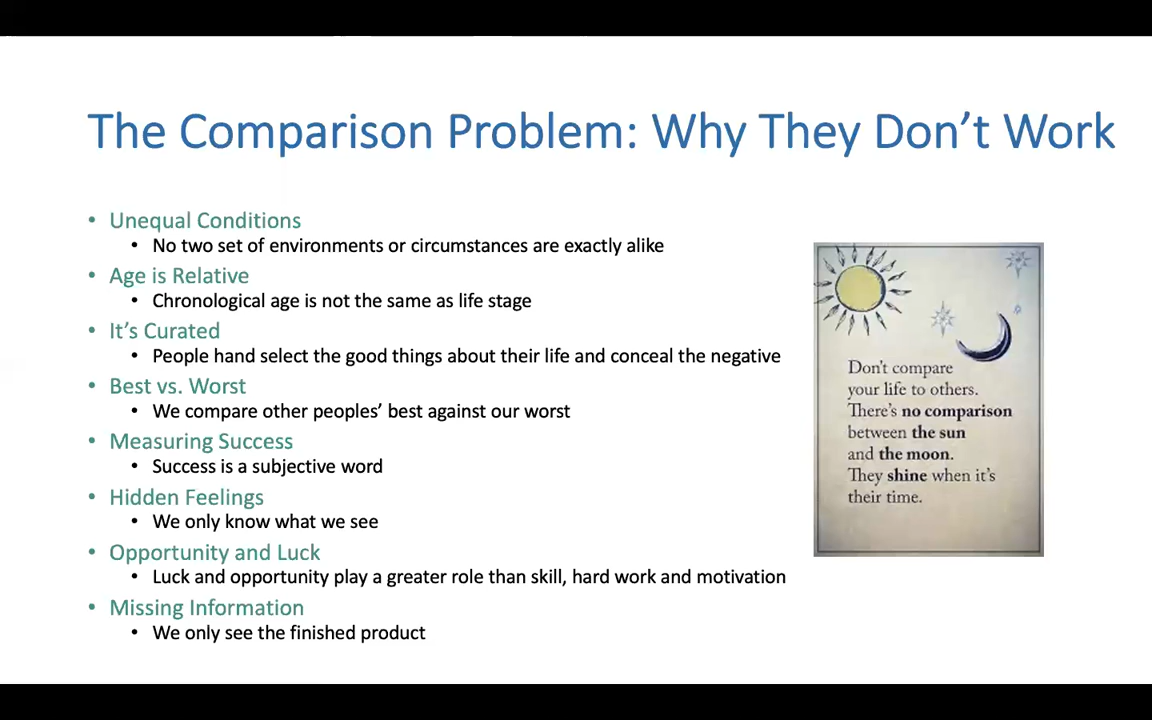 The Comparison Problem: Why They Don't Work
• Unequal Conditions
• No two set of environments or circumstances are exactly alike
• Age is Relative
• Chronological age is not the same as life stage
• It's Curated
• People hand select the good things about their life and conceal the negative
• Best vs. Worst
• We compare other peoples' best against our worst
• Measuring Success
• Success is a subjective word
• Hidden Feelings
• We only know what we see
• Opportunity and Luck
• Luck and opportunity play a greater role than skill, hard work and motivation
• Missing Information
• We only see the finished product
Don't compare
your life to others.
There's no comparison
between the sun
and the moon.
They shine when it's
their time.